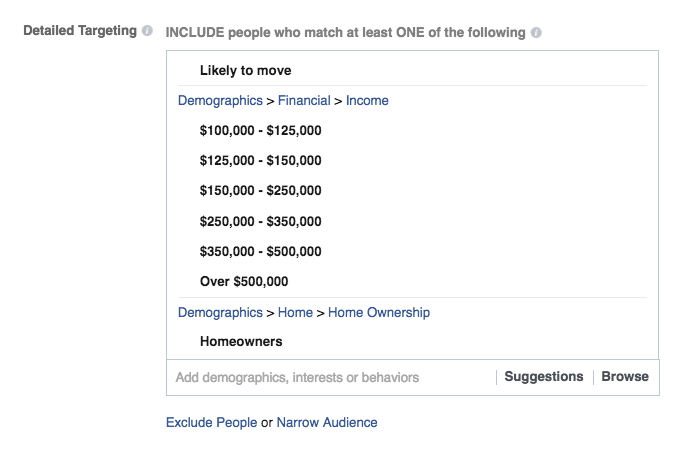 Detailed Targeting
INCLUDE people who match at least ONE of the following
Likely to move
Demographics > Financial > Income
$100,000 - $125,000
$125,000 - $150,000
$150,000 - $250,000
$250,000 - $350,000
$350,000 - $500,000
Over $500,000
Demographics > Home > Home Ownership
Homeowners
Add demographics, interests or behaviors
Suggestions
Browse
Exclude People or Narrow Audience